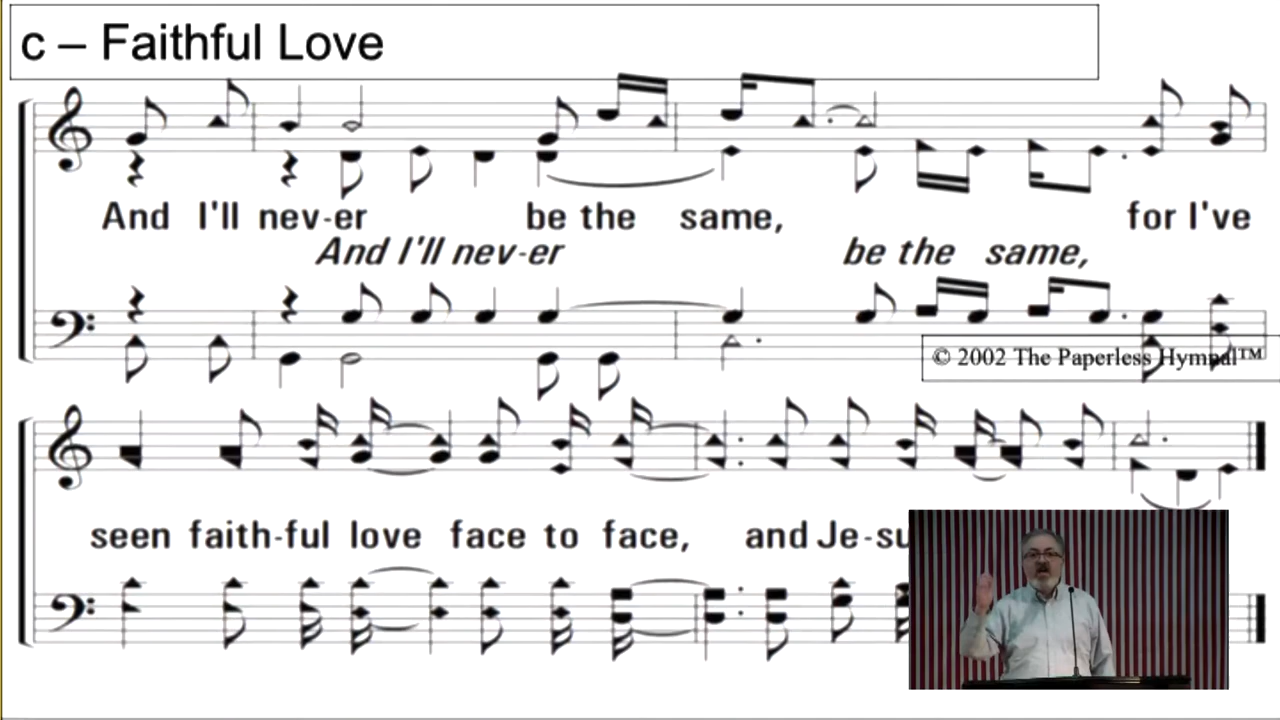 c – Faithful Love
And I'll nev-er be the same, for I've
And I'll nev-er be the same,
© 2002 The Paperless Hymnal™
seen faith-ful love face to face, and Je-su